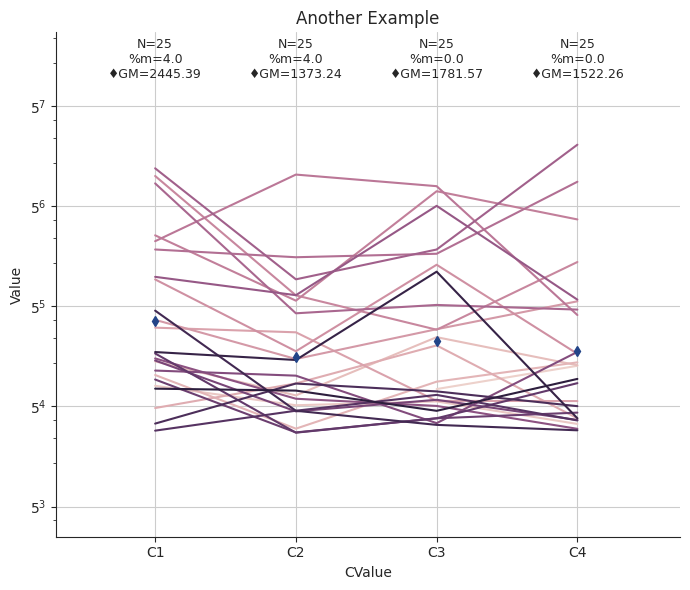 Another Example
N=25 N=25 N=25 N=25
%m=4.0 %m=4.0 %m=0.0 %m=0.0
♦GM=2445.39 ♦GM=1373.24 ♦GM=1781.57 ♦GM=1522.26
5⁷
5⁶
5⁵
5⁴
5³
Value
C1 C2 C3 C4
CValue